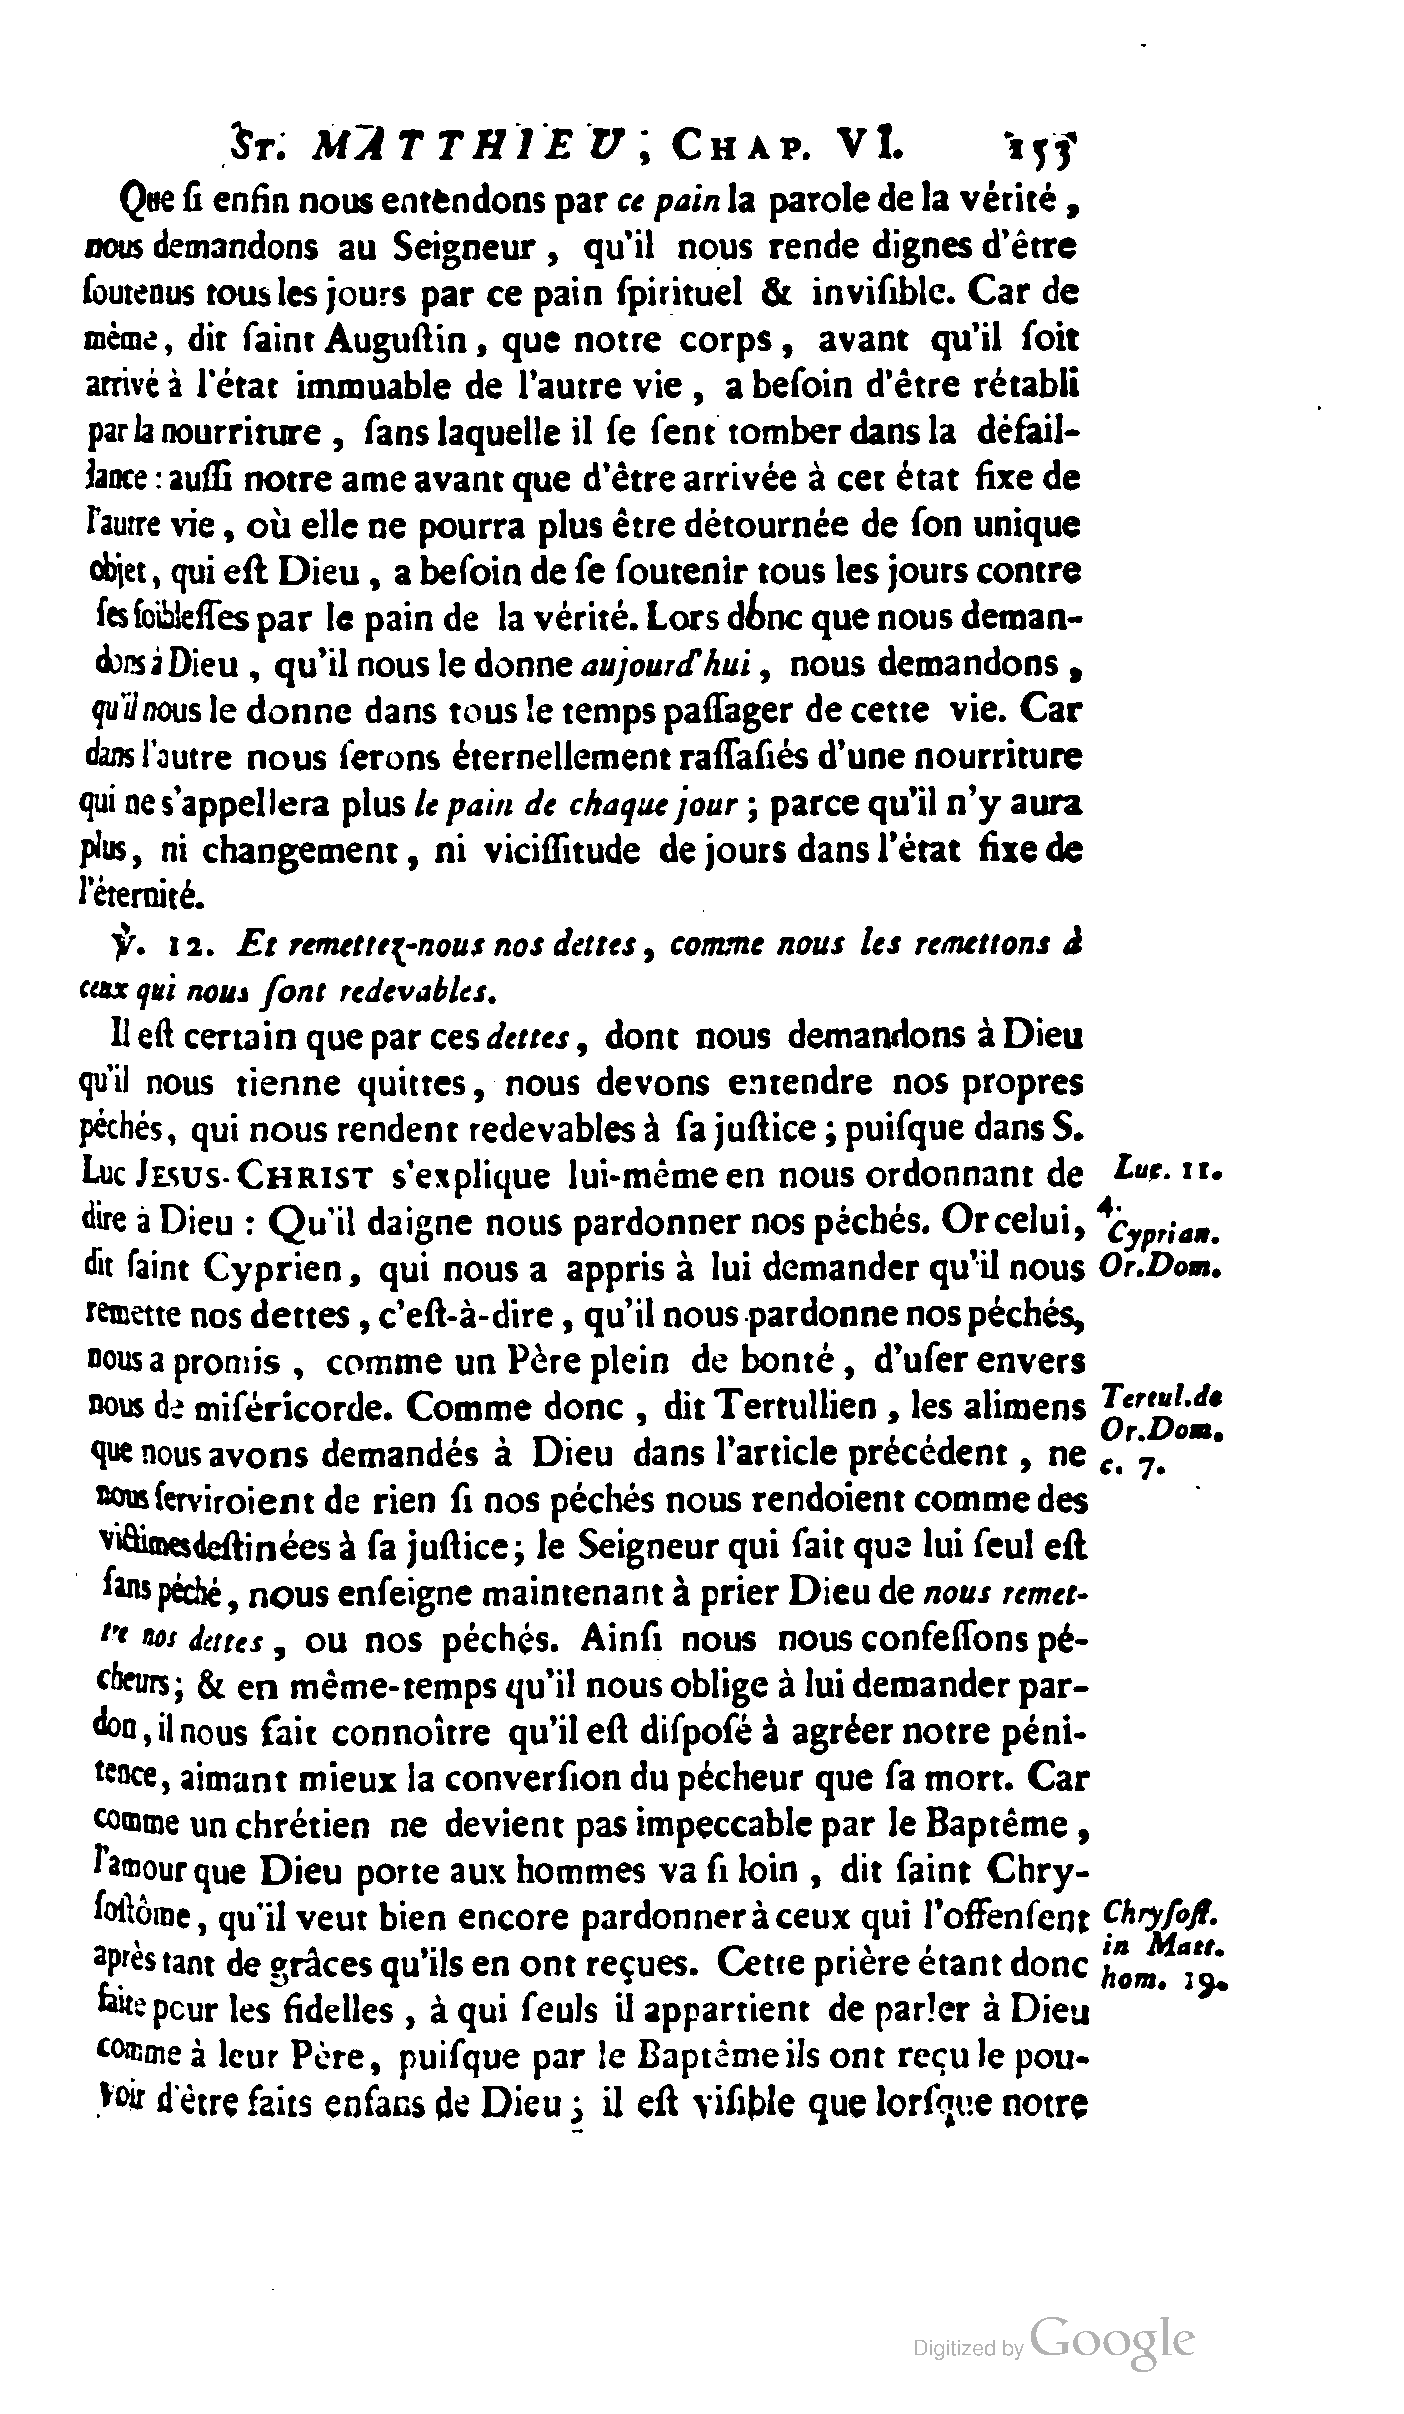 ST. MATTHIEU, CHAP. VI. 153
Que ſi enfin nous entendons par ce pain la parole de la vérité,
nous demandons au Seigneur, qu'il nous rende dignes d'être
ſoutenus tous les jours par ce pain ſpirituel & inviſible. Car de
même, dit ſaint Auguſtin, que notre corps, avant qu'il ſoit
arrivé à l'état immuable de l'autre vie, a beſoin d'être rétabli
par la nourriture, ſans laquelle il ſe ſent tomber dans la défail-
lance : auſſi notre ame avant que d'être arrivée à cet état fixe de
l'autre vie, où elle ne pourra plus être détournée de ſon unique
objet, qui eſt Dieu, a beſoin de ſe ſoutenir tous les jours contre
ſes foibleſſes par le pain de la vérité. Lors donc que nous deman-
dons à Dieu, qu'il nous le donne aujourd'hui, nous demandons,
qu'il nous le donne dans tous le temps paſſager de cette vie. Car
dans l'autre nous ſerons éternellement raſſaſiés d'une nourriture
qui ne s'appellera plus le pain de chaque jour ; parce qu'il n'y aura
plus, ni changement, ni viciſſitude de jours dans l'état fixe de
l'éternité.
℣. 12. Et remettez-nous nos dettes, comme nous les remettons à
ceux qui nous ſont redevables.
Il eſt certain que par ces dettes, dont nous demandons à Dieu
qu'il nous tienne quittes, nous devons entendre nos propres
péchés, qui nous rendent redevables à ſa juſtice ; puiſque dans S.
Luc JESUS-CHRIST s'explique lui-même en nous ordonnant de
Luc. 11.
dire à Dieu : Qu'il daigne nous pardonner nos péchés. Or celui,
4.
Cyprian.
dit ſaint Cyprien, qui nous a appris à lui demander qu'il nous
Or.Dom.
remette nos dettes, c'eſt-à-dire, qu'il nous pardonne nos péchés,
nous a promis, comme un Père plein de bonté, d'uſer envers
nous de miſéricorde. Comme donc, dit Tertullien, les alimens
Tertul.de
Or.Dom.
que nous avons demandés à Dieu dans l'article précédent, ne
c. 7.
nous ſerviroient de rien ſi nos péchés nous rendoient comme des
victimes deſtinées à ſa juſtice ; le Seigneur qui ſait que lui ſeul eſt
ſans péché, nous enſeigne maintenant à prier Dieu de nous remet-
tre nos dettes, ou nos péchés. Ainſi nous nous confeſſons pé-
cheurs ; & en même-temps qu'il nous oblige à lui demander par-
don, il nous fait connoître qu'il eſt diſpoſé à agréer notre péni-
tence, aimant mieux la converſion du pécheur que ſa mort. Car
comme un chrétien ne devient pas impeccable par le Baptême,
l'amour que Dieu porte aux hommes va ſi loin, dit ſaint Chry-
ſoſtôme, qu'il veut bien encore pardonner à ceux qui l'offenſent
Chryſoſt.
in Matt.
après tant de grâces qu'ils en ont reçues. Cette prière étant donc
hom. 19.
faite pour les fidelles, à qui ſeuls il appartient de parler à Dieu
comme à leur Père, puiſque par le Baptême ils ont reçu le pou-
voir d'être faits enfans de Dieu ; il eſt viſible que lorſque notre
Digitized by Google